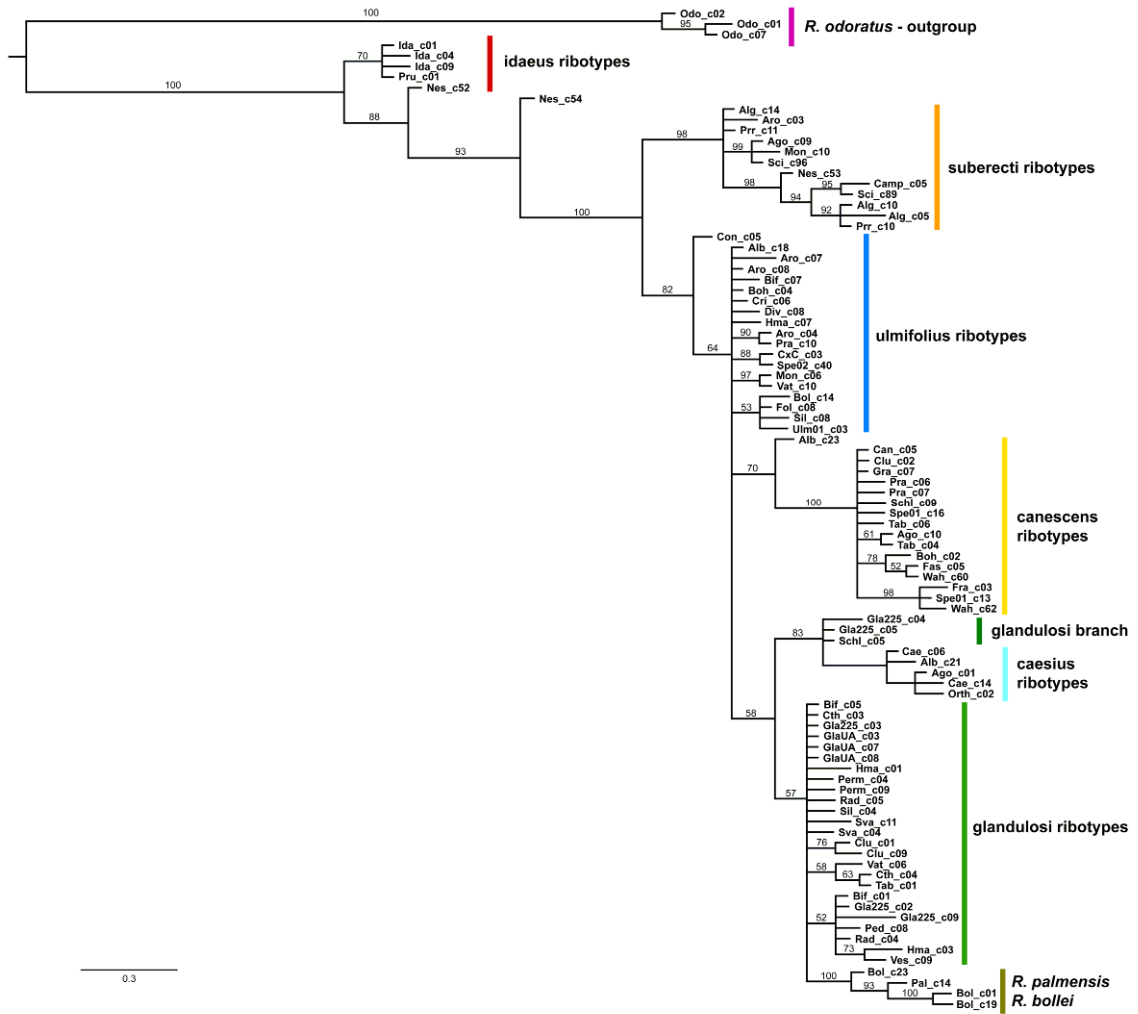 100
Odo_c02
95
Odo_c01
Odo_c07
R. odoratus - outgroup
100
70
Ida_c01
Ida_c04
Ida_c09
Pru_c01
88
Nes_c52
idaeus ribotypes
93
Nes_c54
100
98
Alg_c14
Aro_c03
Prr_c11
99
Ago_c09
Mon_c10
Sci_c96
98
Nes_c53
94
95
Camp_c05
Sci_c89
92
Alg_c10
Alg_c05
Prr_c10
suberecti ribotypes
82
Con_c05
64
Alb_c18
Aro_c07
Aro_c08
Bif_c07
Boh_c04
Cri_c06
Div_c08
Hma_c07
90
Aro_c04
Pra_c10
88
CxC_c03
Spe02_c40
97
Mon_c06
Vat_c10
53
Bol_c14
Fol_c08
Sil_c08
Ulm01_c03
ulmifolius ribotypes
70
Alb_c23
100
Can_c05
Clu_c02
Gra_c07
Pra_c06
Pra_c07
Schl_c09
Spe01_c16
Tab_c06
61
Ago_c10
Tab_c04
78
Boh_c02
52
Fas_c05
Wah_c60
98
Fra_c03
Spe01_c13
Wah_c62
canescens
ribotypes
58
83
Gla225_c04
Gla225_c05
Schl_c05
glandulosi branch
Cae_c06
Alb_c21
Ago_c01
Cae_c14
Orth_c02
caesius
ribotypes
57
Bif_c05
Cth_c03
Gla225_c03
GlaUA_c03
GlaUA_c07
GlaUA_c08
Hma_c01
Perm_c04
Perm_c09
Rad_c05
Sil_c04
Sva_c11
Sva_c04
76
Clu_c01
Clu_c09
58
Vat_c06
63
Cth_c04
Tab_c01
52
Bif_c01
Gla225_c02
Gla225_c09
Ped_c08
Rad_c04
73
Hma_c03
Ves_c09
glandulosi ribotypes
100
Bol_c23
93
Pal_c14
100
Bol_c01
Bol_c19
R. palmensis
R. bollei
0.3